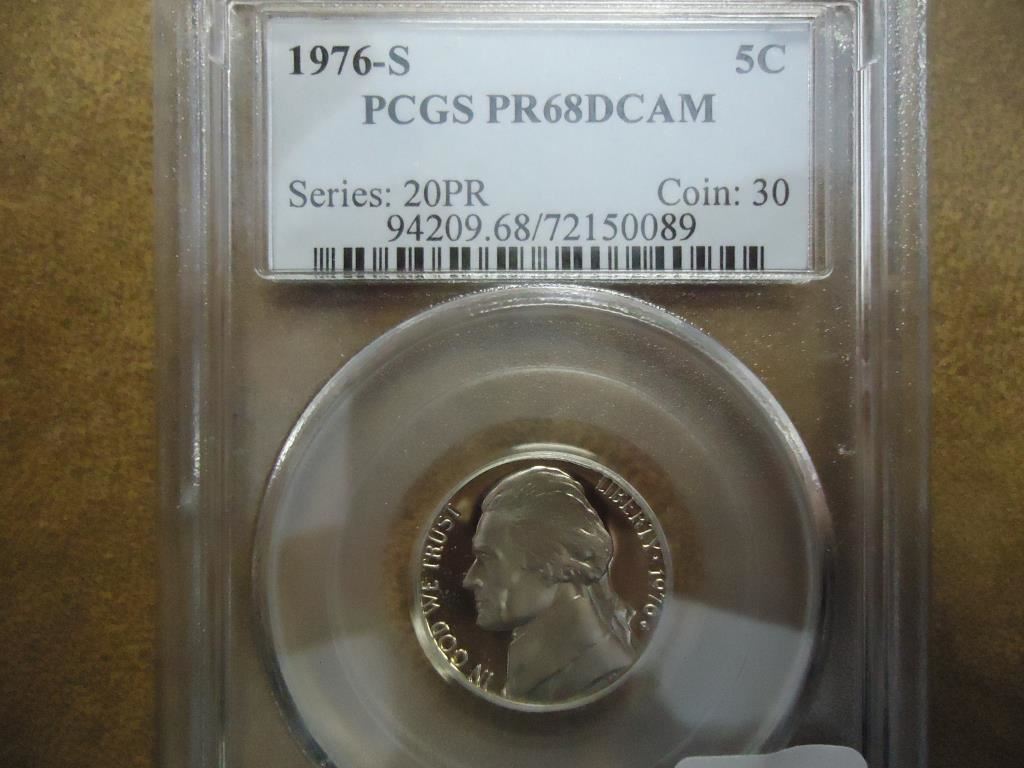 1976-S 5C
PCGS PR68DCAM
Series: 20PR Coin: 30
94209.68/72150089
IN GOD WE TRUST
LIBERTY · 1976